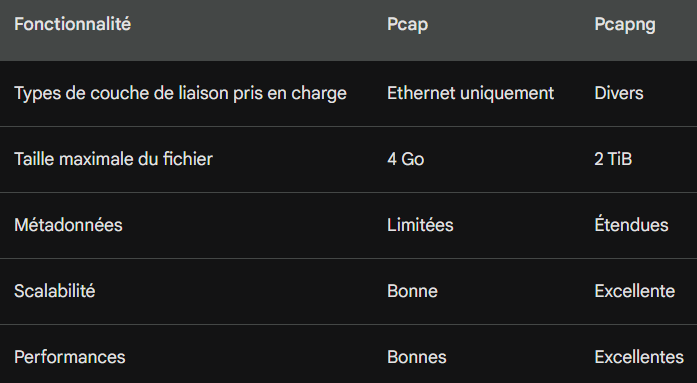 Fonctionnalité Pcap Pcapng
Types de couche de liaison pris en charge Ethernet uniquement Divers
Taille maximale du fichier 4 Go 2 TiB
Métadonnées Limitées Étendues
Scalabilité Bonne Excellente
Performances Bonnes Excellentes